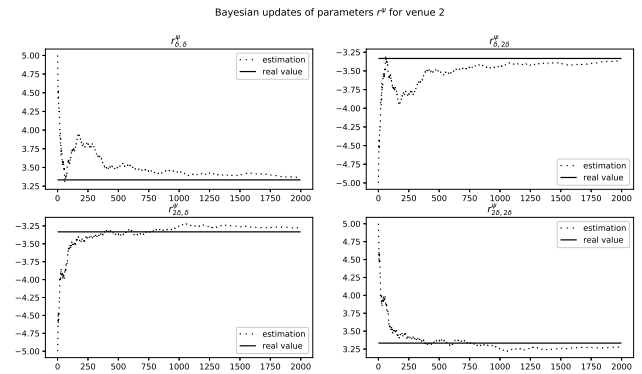 Bayesian updates of parameters r^ψ for venue 2
r^ψ_{δ, δ}
5.00
4.75
4.50
4.25
4.00
3.75
3.50
3.25
estimation
real value
0 250 500 750 1000 1250 1500 1750 2000
r^ψ_{δ, 2δ}
−3.25
−3.50
−3.75
−4.00
−4.25
−4.50
−4.75
−5.00
estimation
real value
0 250 500 750 1000 1250 1500 1750 2000
r^ψ_{2δ, δ}
−3.25
−3.50
−3.75
−4.00
−4.25
−4.50
−4.75
−5.00
estimation
real value
0 250 500 750 1000 1250 1500 1750 2000
r^ψ_{2δ, 2δ}
5.00
4.75
4.50
4.25
4.00
3.75
3.50
3.25
estimation
real value
0 250 500 750 1000 1250 1500 1750 2000